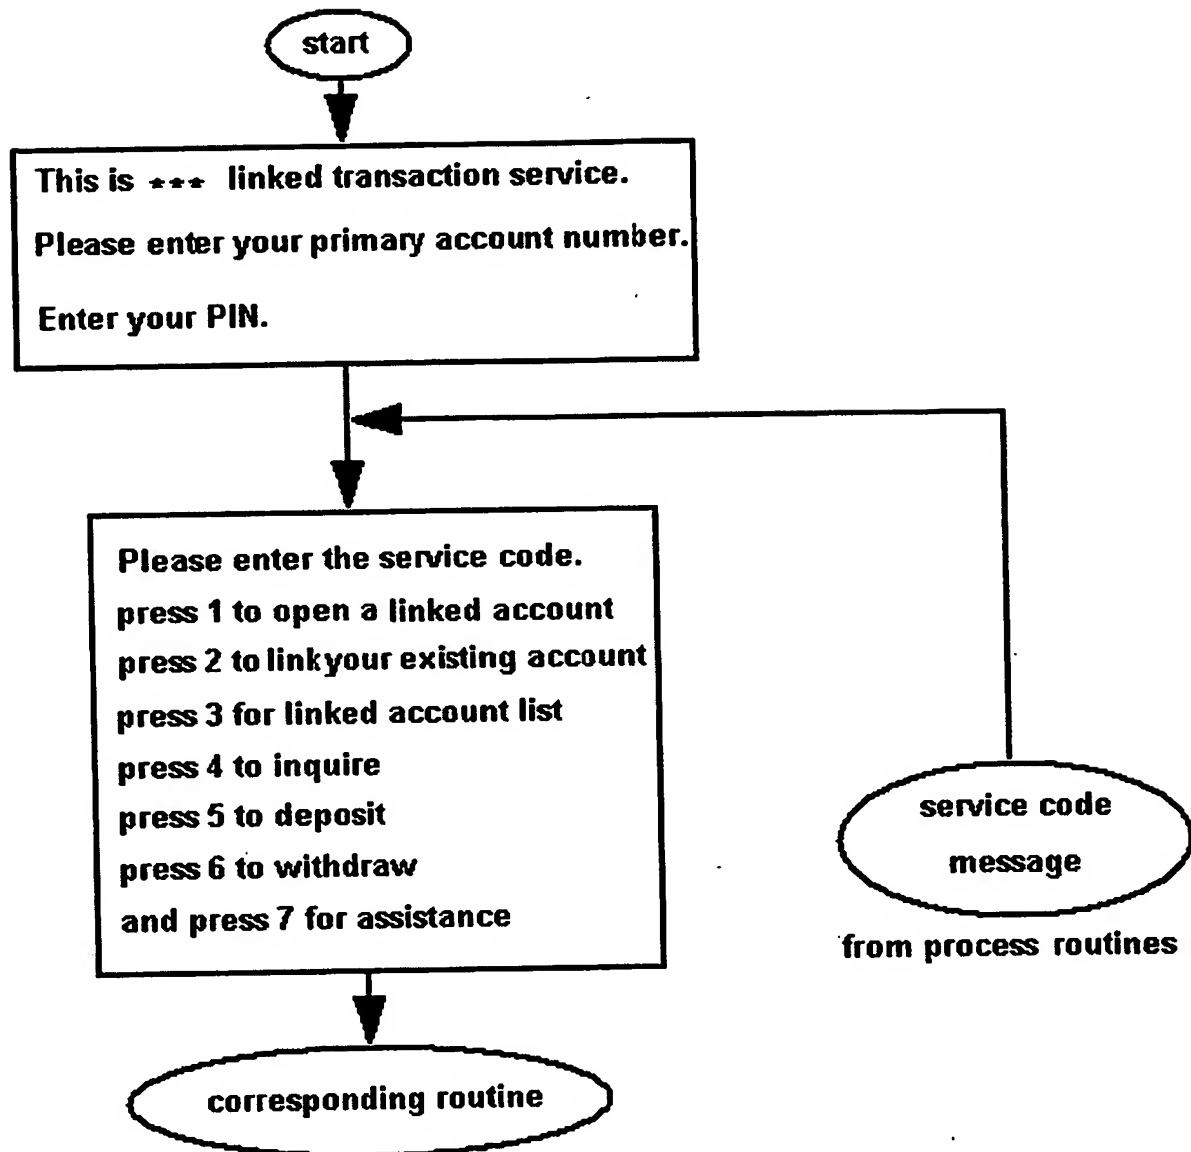 start
This is *** linked transaction service.
Please enter your primary account number.
Enter your PIN.
Please enter the service code.
press 1 to open a linked account
press 2 to link your existing account
press 3 for linked account list
press 4 to inquire
press 5 to deposit
press 6 to withdraw
and press 7 for assistance
service code
message
from process routines
corresponding routine